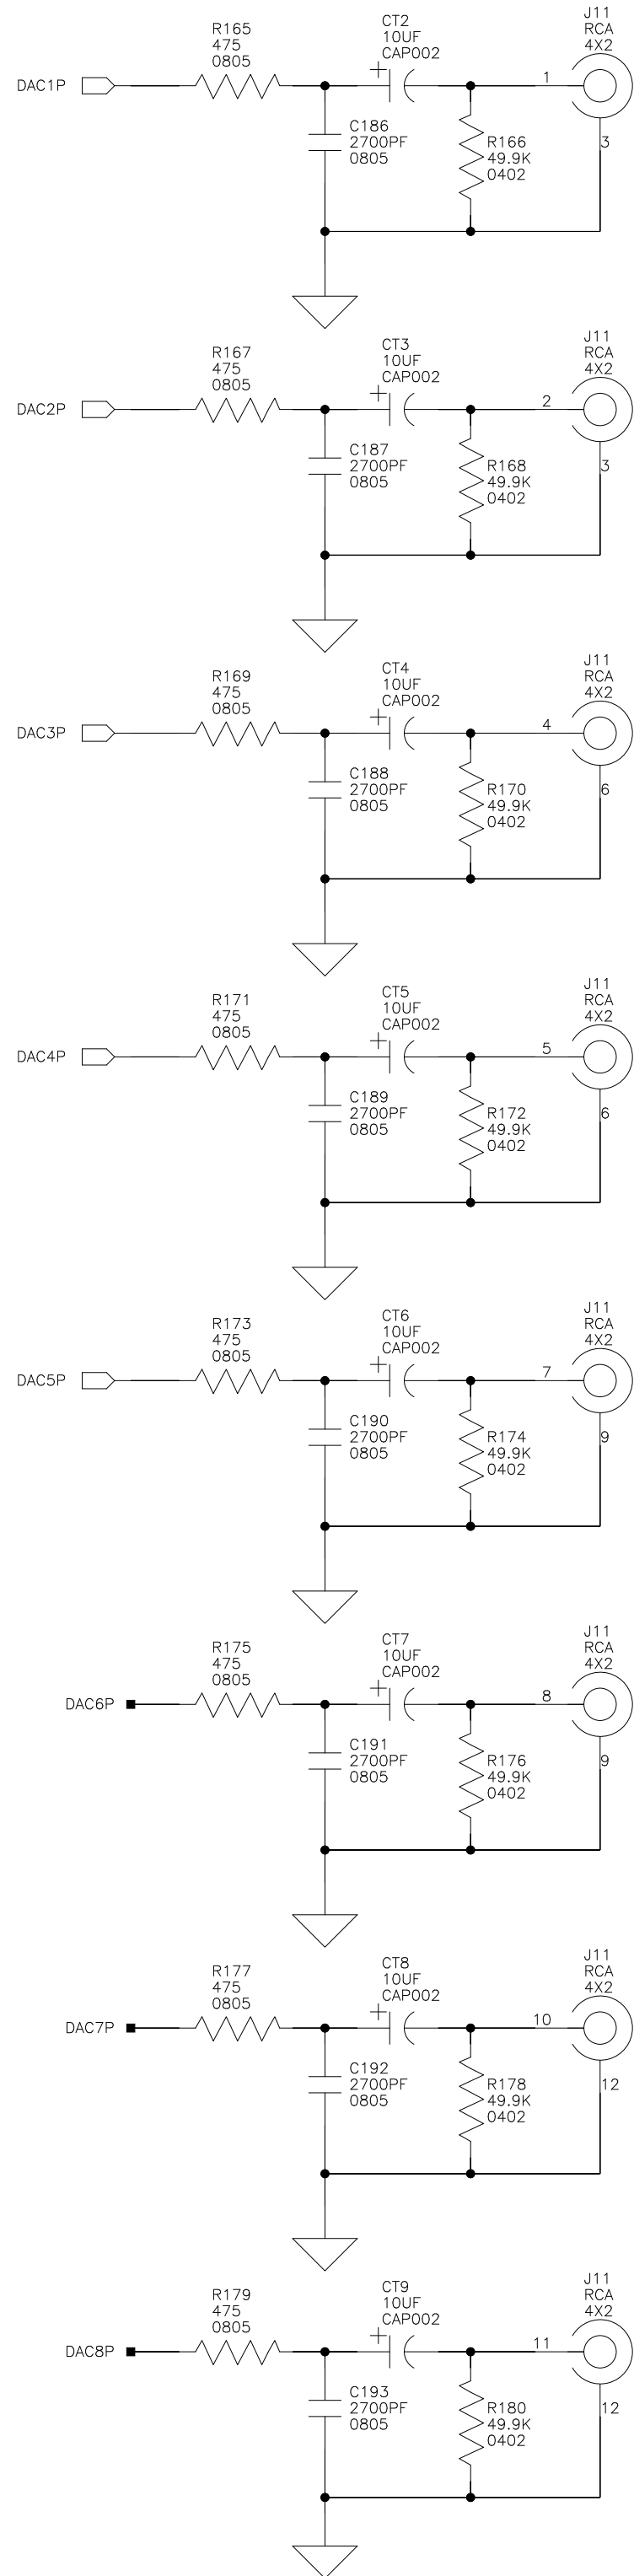 R165
475
0805
CT2
10UF
CAP002
J11
RCA
4X2
DAC1P
1
C186
2700PF
0805
R166
49.9K
0402
3
R167
475
0805
CT3
10UF
CAP002
J11
RCA
4X2
DAC2P
2
C187
2700PF
0805
R168
49.9K
0402
3
R169
475
0805
CT4
10UF
CAP002
J11
RCA
4X2
DAC3P
4
C188
2700PF
0805
R170
49.9K
0402
6
R171
475
0805
CT5
10UF
CAP002
J11
RCA
4X2
DAC4P
5
C189
2700PF
0805
R172
49.9K
0402
6
R173
475
0805
CT6
10UF
CAP002
J11
RCA
4X2
DAC5P
7
C190
2700PF
0805
R174
49.9K
0402
9
R175
475
0805
CT7
10UF
CAP002
J11
RCA
4X2
DAC6P
8
C191
2700PF
0805
R176
49.9K
0402
9
R177
475
0805
CT8
10UF
CAP002
J11
RCA
4X2
DAC7P
10
C192
2700PF
0805
R178
49.9K
0402
12
R179
475
0805
CT9
10UF
CAP002
J11
RCA
4X2
DAC8P
11
C193
2700PF
0805
R180
49.9K
0402
12